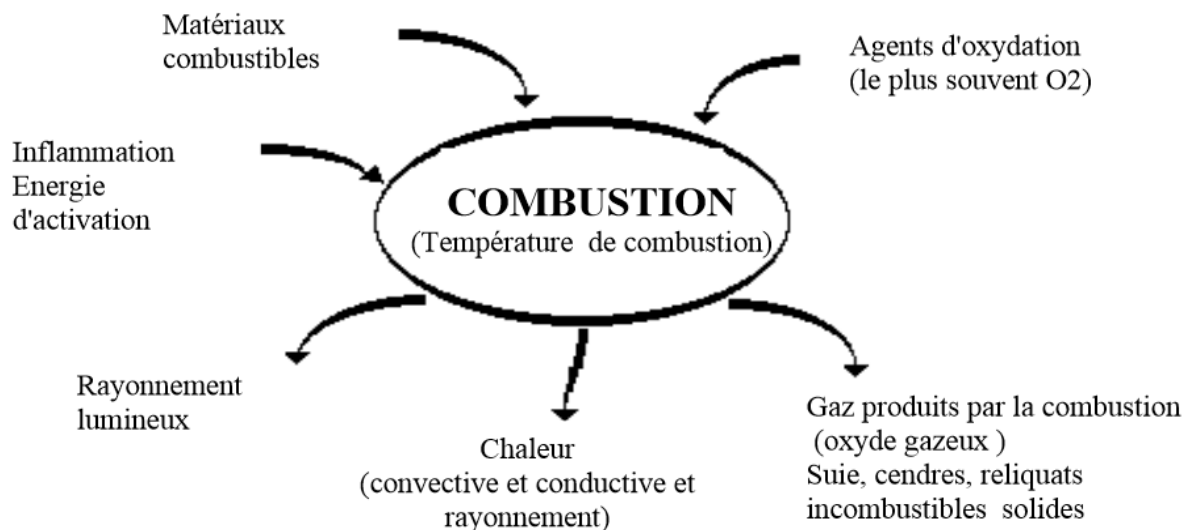 Matériaux
combustibles
Agents d'oxydation
(le plus souvent O2)
Inflammation
Energie
d'activation
COMBUSTION
(Température de combustion)
Rayonnement
lumineux
Chaleur
(convective et conductive et
rayonnement)
Gaz produits par la combustion
(oxyde gazeux )
Suie, cendres, reliquats
incombustibles solides